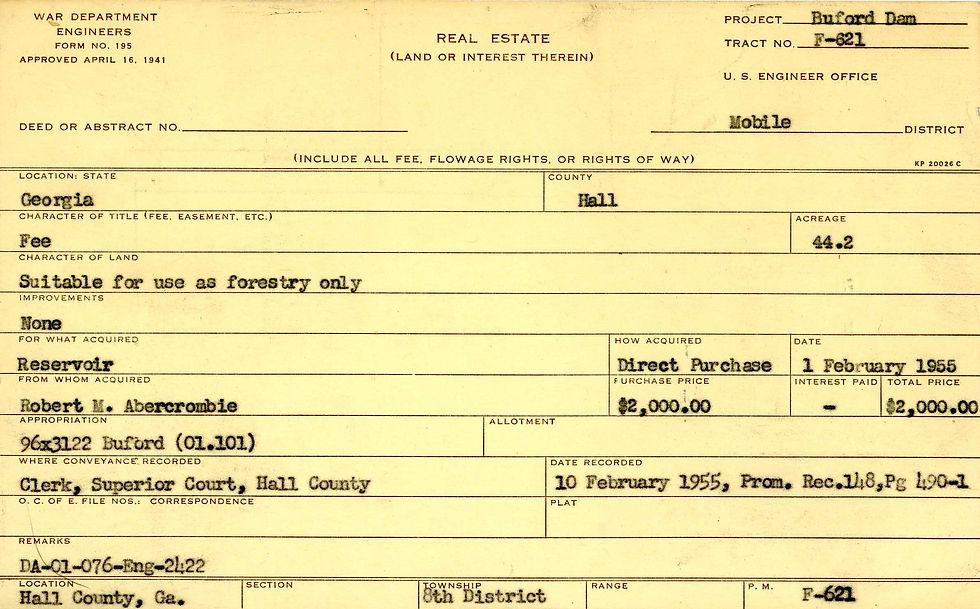 WAR DEPARTMENT
ENGINEERS
FORM NO. 195
APPROVED APRIL 16, 1941
REAL ESTATE
(LAND OR INTEREST THEREIN)
PROJECT Buford Dam
TRACT NO. F-621
U. S. ENGINEER OFFICE
DEED OR ABSTRACT NO.
Mobile DISTRICT
(INCLUDE ALL FEE, FLOWAGE RIGHTS, OR RIGHTS OF WAY)
KP 20026 C
LOCATION: STATE
Georgia
COUNTY
Hall
CHARACTER OF TITLE (FEE, EASEMENT, ETC.)
Fee
ACREAGE
44.2
CHARACTER OF LAND
Suitable for use as forestry only
IMPROVEMENTS
None
FOR WHAT ACQUIRED
Reservoir
HOW ACQUIRED
Direct Purchase
DATE
1 February 1955
FROM WHOM ACQUIRED
Robert M. Abercrombie
PURCHASE PRICE
$2,000.00
INTEREST PAID
-
TOTAL PRICE
$2,000.00
APPROPRIATION
96x3122 Buford (01.101)
ALLOTMENT
WHERE CONVEYANCE RECORDED
Clerk, Superior Court, Hall County
DATE RECORDED
10 February 1955, Prom. Rec.148,Pg 490-1
O. C. OF E. FILE NOS.: CORRESPONDENCE
PLAT
REMARKS
DA-01-076-Eng-2422
LOCATION
Hall County, Ga.
SECTION
TOWNSHIP
8th District
RANGE
P. M.
F-621